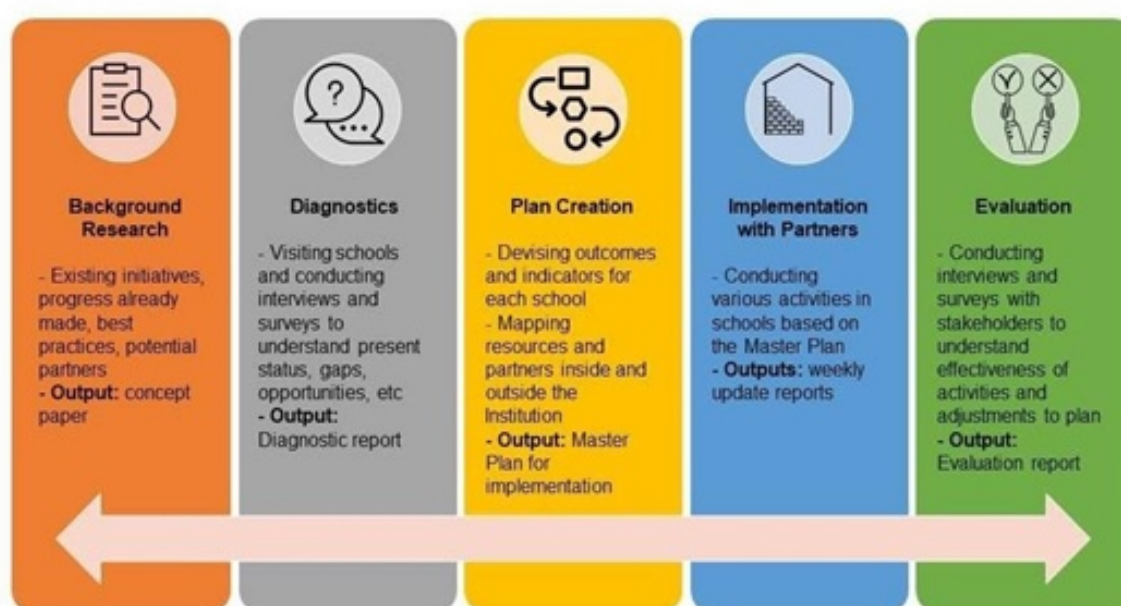 Background
Research
- Existing initiatives,
progress already
made, best
practices, potential
partners
- Output: concept
paper
?
Diagnostics
- Visiting schools
and conducting
interviews and
surveys to
understand present
status, gaps,
opportunities, etc
- Output:
Diagnostic report
Plan Creation
- Devising outcomes
and indicators for
each school
- Mapping
resources and
partners inside and
outside the
Institution
- Output: Master
Plan for
implementation
Implementation
with Partners
- Conducting
various activities in
schools based on
the Master Plan
- Outputs: weekly
update reports
Evaluation
- Conducting
interviews and
surveys with
stakeholders to
understand
effectiveness of
activities and
adjustments to plan
- Output:
Evaluation report